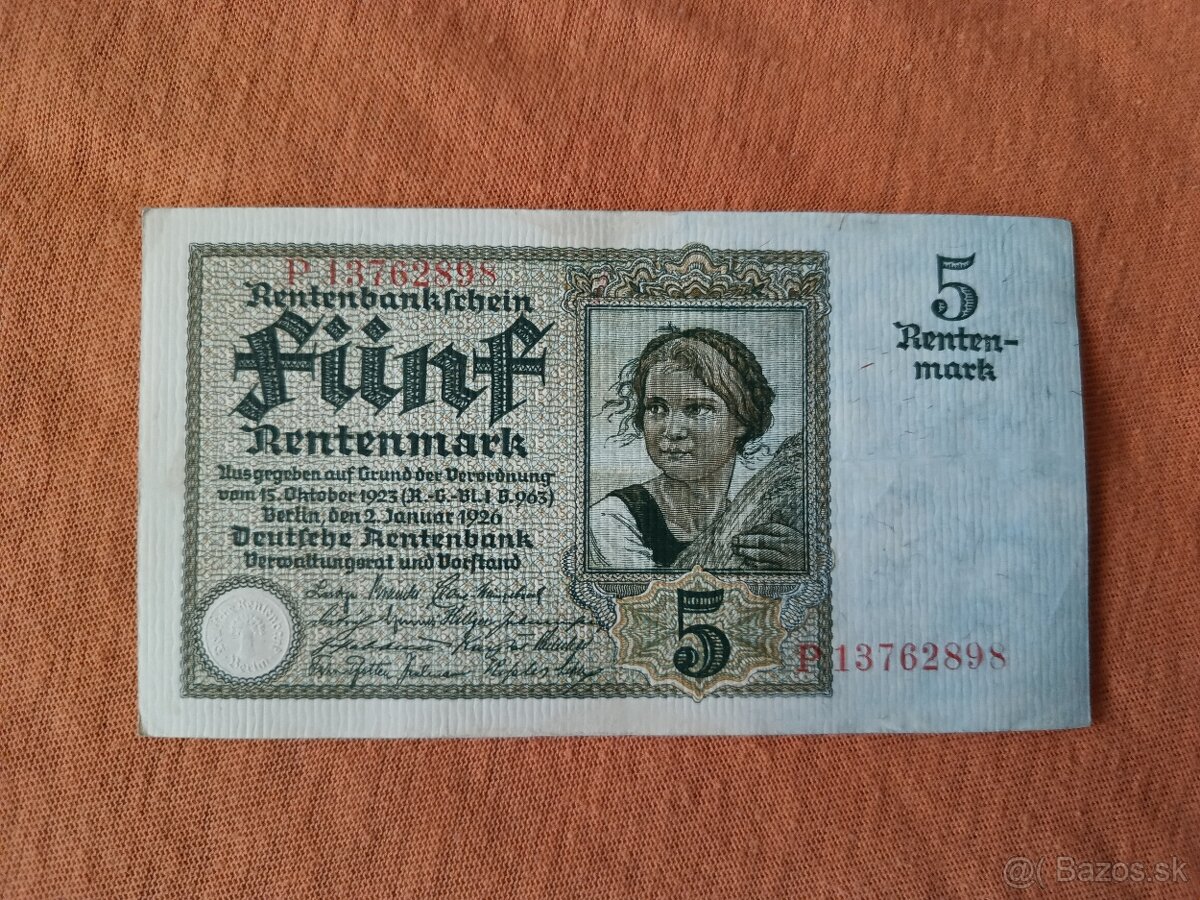 P 13762898
Rentenbankschein
Fünf
Rentenmark
Ausgegeben auf Grund der Verordnung
vom 15. Oktober 1923 (R.-G.-Bl. I S. 963)
Berlin, den 2. Januar 1926
Deutsche Rentenbank
Verwaltungsrat und Vorstand
5
5
Renten-
mark
P 13762898
@( Bazos.sk